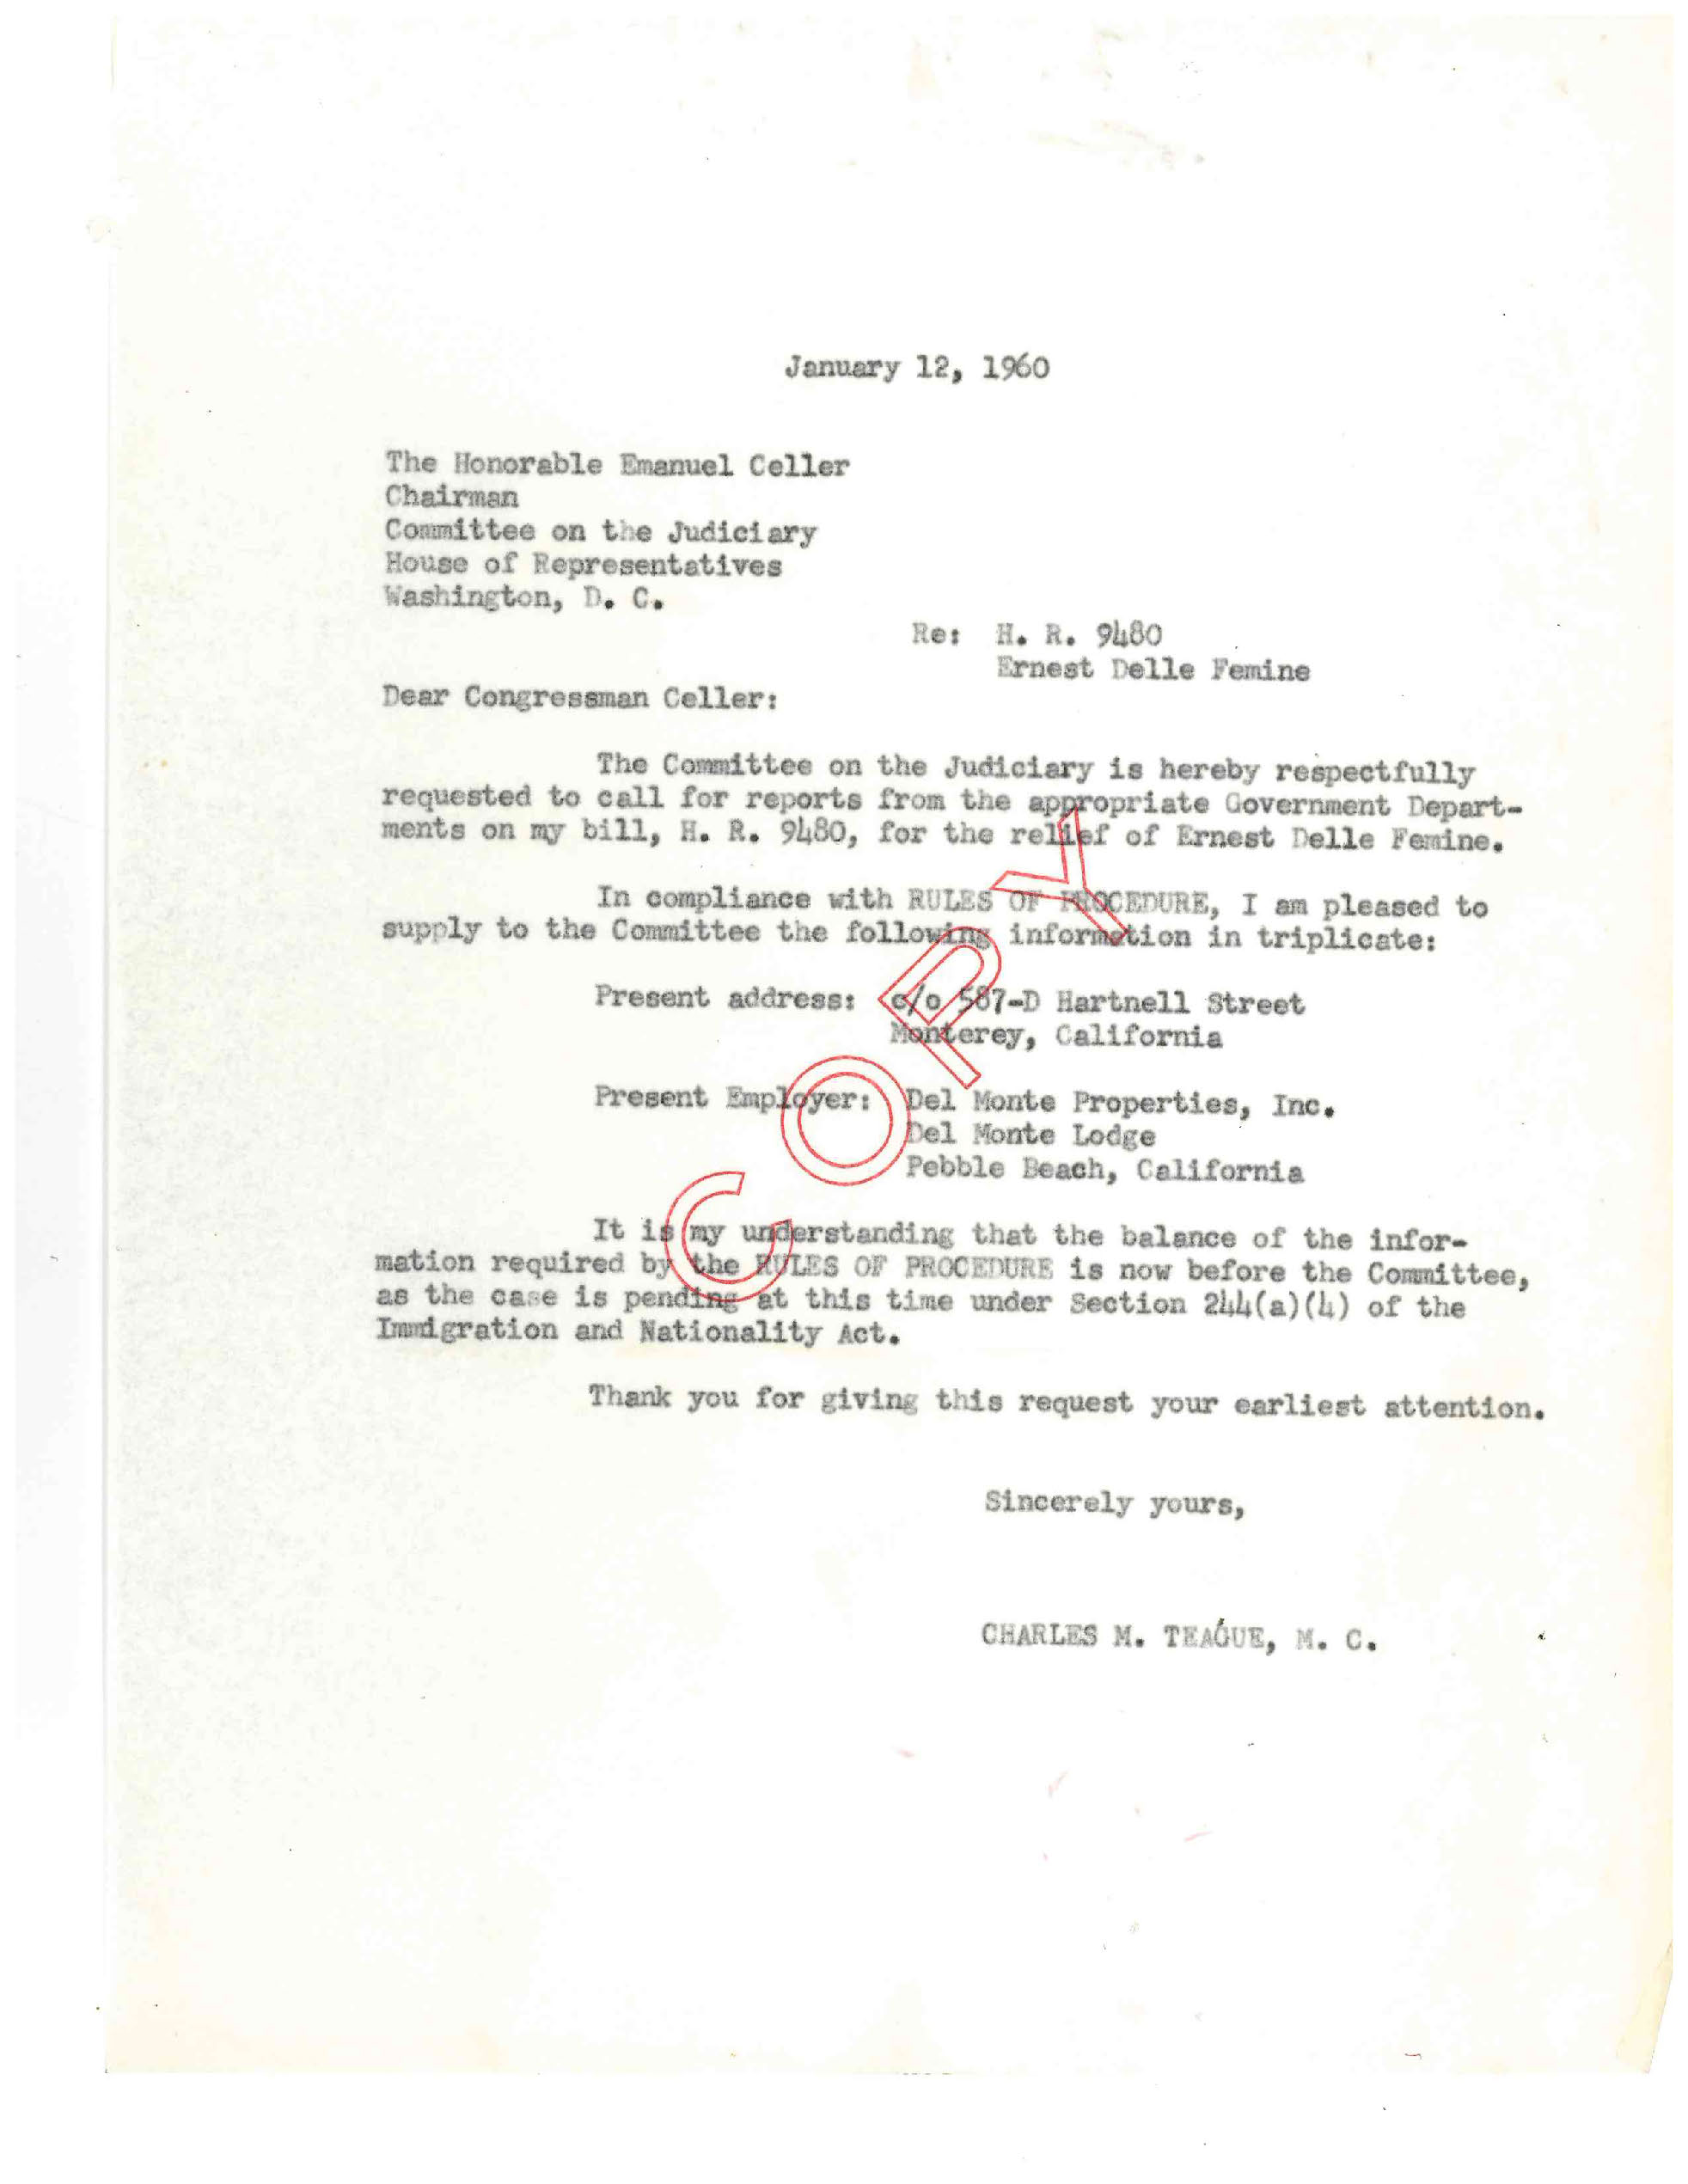 January 12, 1960
The Honorable Emanuel Celler
Chairman
Committee on the Judiciary
House of Representatives
Washington, D. C.
Re: H. R. 9480
Ernest Delle Femine
Dear Congressman Celler:
The Committee on the Judiciary is hereby respectfully
requested to call for reports from the appropriate Government Depart-
ments on my bill, H. R. 9480, for the relief of Ernest Delle Femine.
In compliance with RULES OF PROCEDURE, I am pleased to
supply to the Committee the following information in triplicate:
Present address: c/o 587-D Hartnell Street
Monterey, California
Present Employer: Del Monte Properties, Inc.
Del Monte Lodge
Pebble Beach, California
It is my understanding that the balance of the infor-
mation required by the RULES OF PROCEDURE is now before the Committee,
as the case is pending at this time under Section 244(a)(4) of the
Immigration and Nationality Act.
Thank you for giving this request your earliest attention.
Sincerely yours,
CHARLES M. TEAGUE, M. C.
COPY